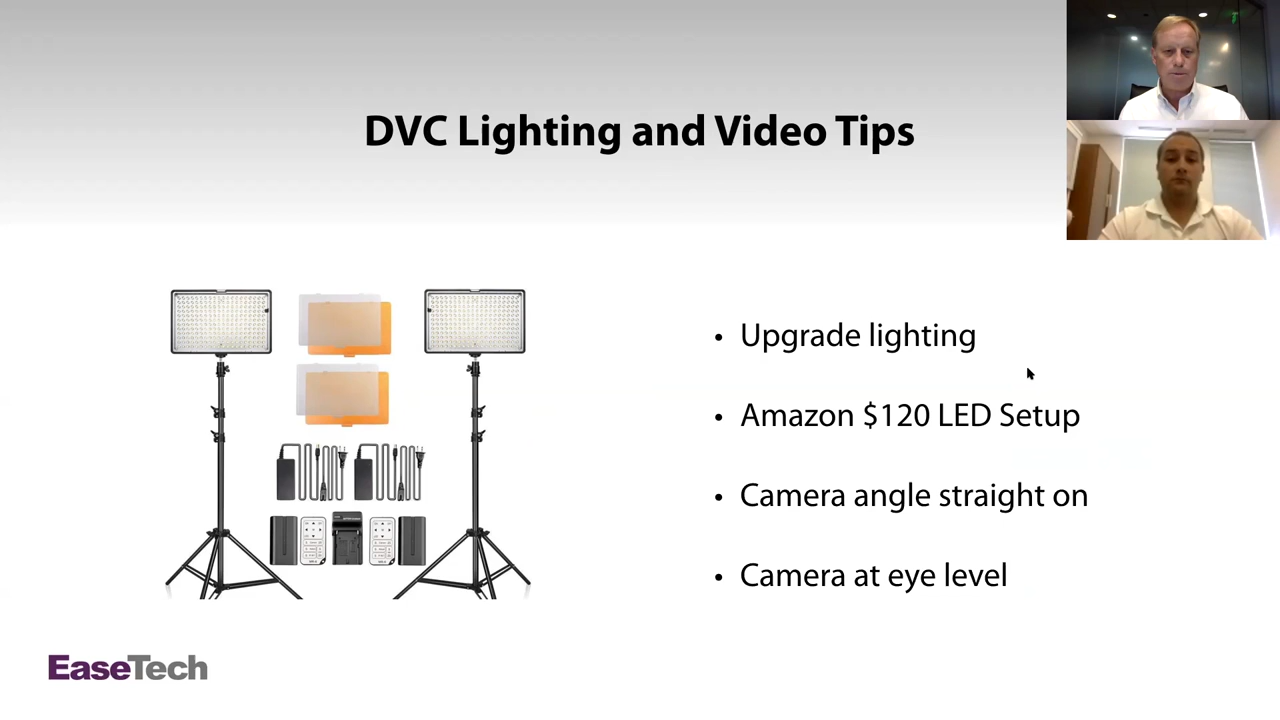 DVC Lighting and Video Tips
• Upgrade lighting
• Amazon $120 LED Setup
• Camera angle straight on
• Camera at eye level
EaseTech